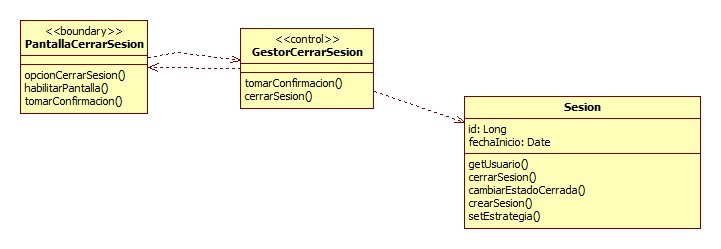 <<boundary>>
PantallaCerrarSesion
opcionCerrarSesion()
habilitarPantalla()
tomarConfirmacion()
<<control>>
GestorCerrarSesion
tomarConfirmacion()
cerrarSesion()
Sesion
id: Long
fechaInicio: Date
getUsuario()
cerrarSesion()
cambiarEstadoCerrada()
crearSesion()
setEstrategia()